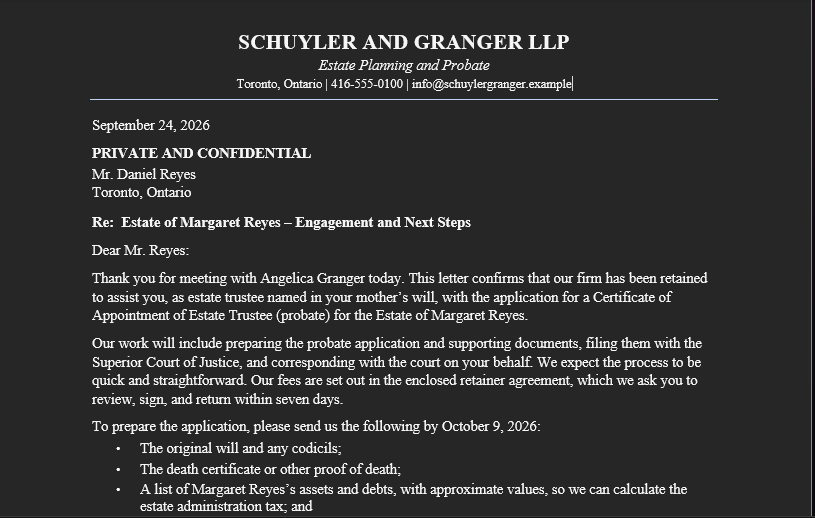 SCHUYLER AND GRANGER LLP
Estate Planning and Probate
Toronto, Ontario | 416-555-0100 | info@schuylergranger.example
September 24, 2026
PRIVATE AND CONFIDENTIAL
Mr. Daniel Reyes
Toronto, Ontario
Re:  Estate of Margaret Reyes – Engagement and Next Steps
Dear Mr. Reyes:
Thank you for meeting with Angelica Granger today. This letter confirms that our firm has been retained
to assist you, as estate trustee named in your mother’s will, with the application for a Certificate of
Appointment of Estate Trustee (probate) for the Estate of Margaret Reyes.
Our work will include preparing the probate application and supporting documents, filing them with the
Superior Court of Justice, and corresponding with the court on your behalf. We expect the process to be
quick and straightforward. Our fees are set out in the enclosed retainer agreement, which we ask you to
review, sign, and return within seven days.
To prepare the application, please send us the following by October 9, 2026:
• The original will and any codicils;
• The death certificate or other proof of death;
• A list of Margaret Reyes’s assets and debts, with approximate values, so we can calculate the
estate administration tax; and